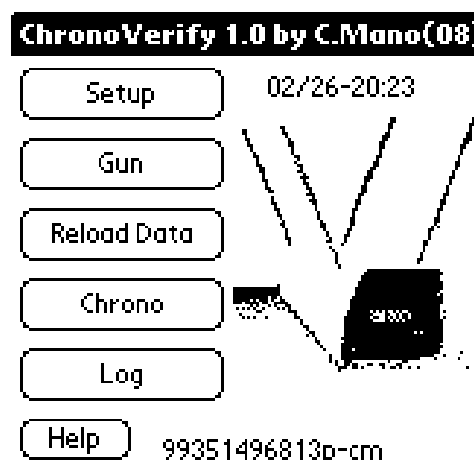 ChronoVerify 1.0 by C.Mano(08)
02/26-20:23
Setup
Gun
Reload Data
Chrono
Log
Help
99351496813p-cm